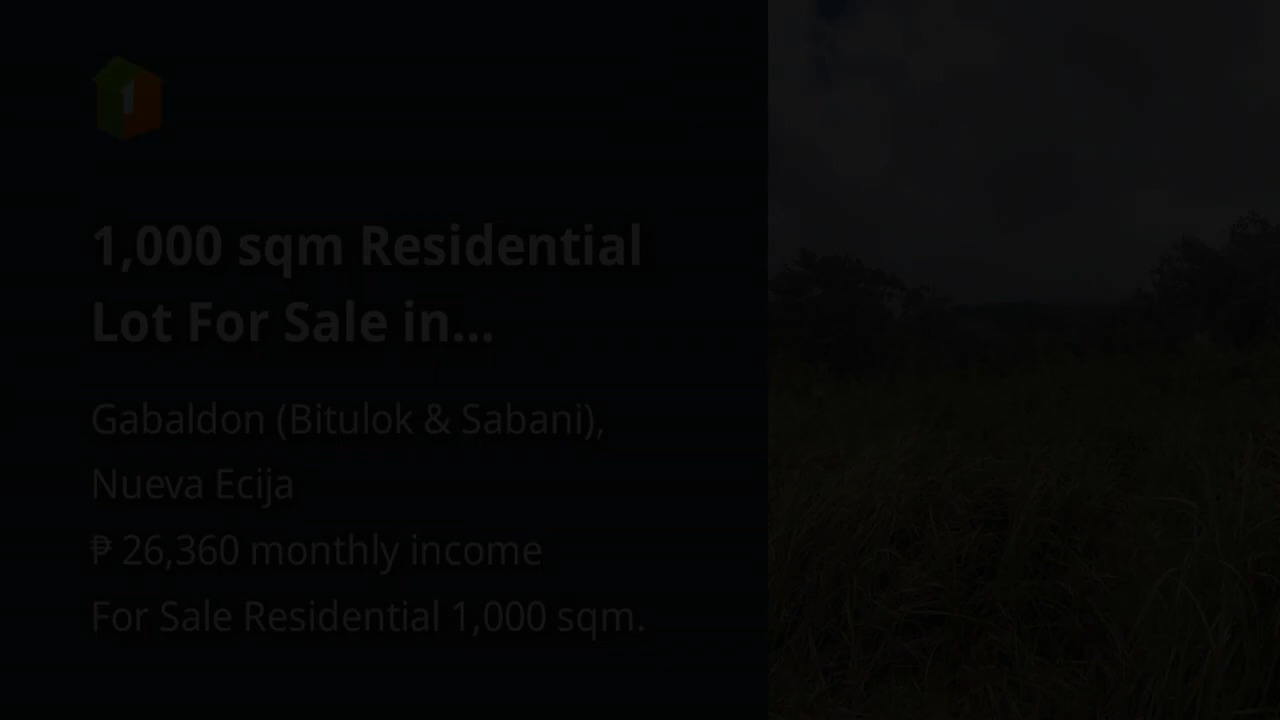 1
1,000 sqm Residential
Lot For Sale in...
Gabaldon (Bitulok & Sabani),
Nueva Ecija
₱ 26,360 monthly income
For Sale Residential 1,000 sqm.